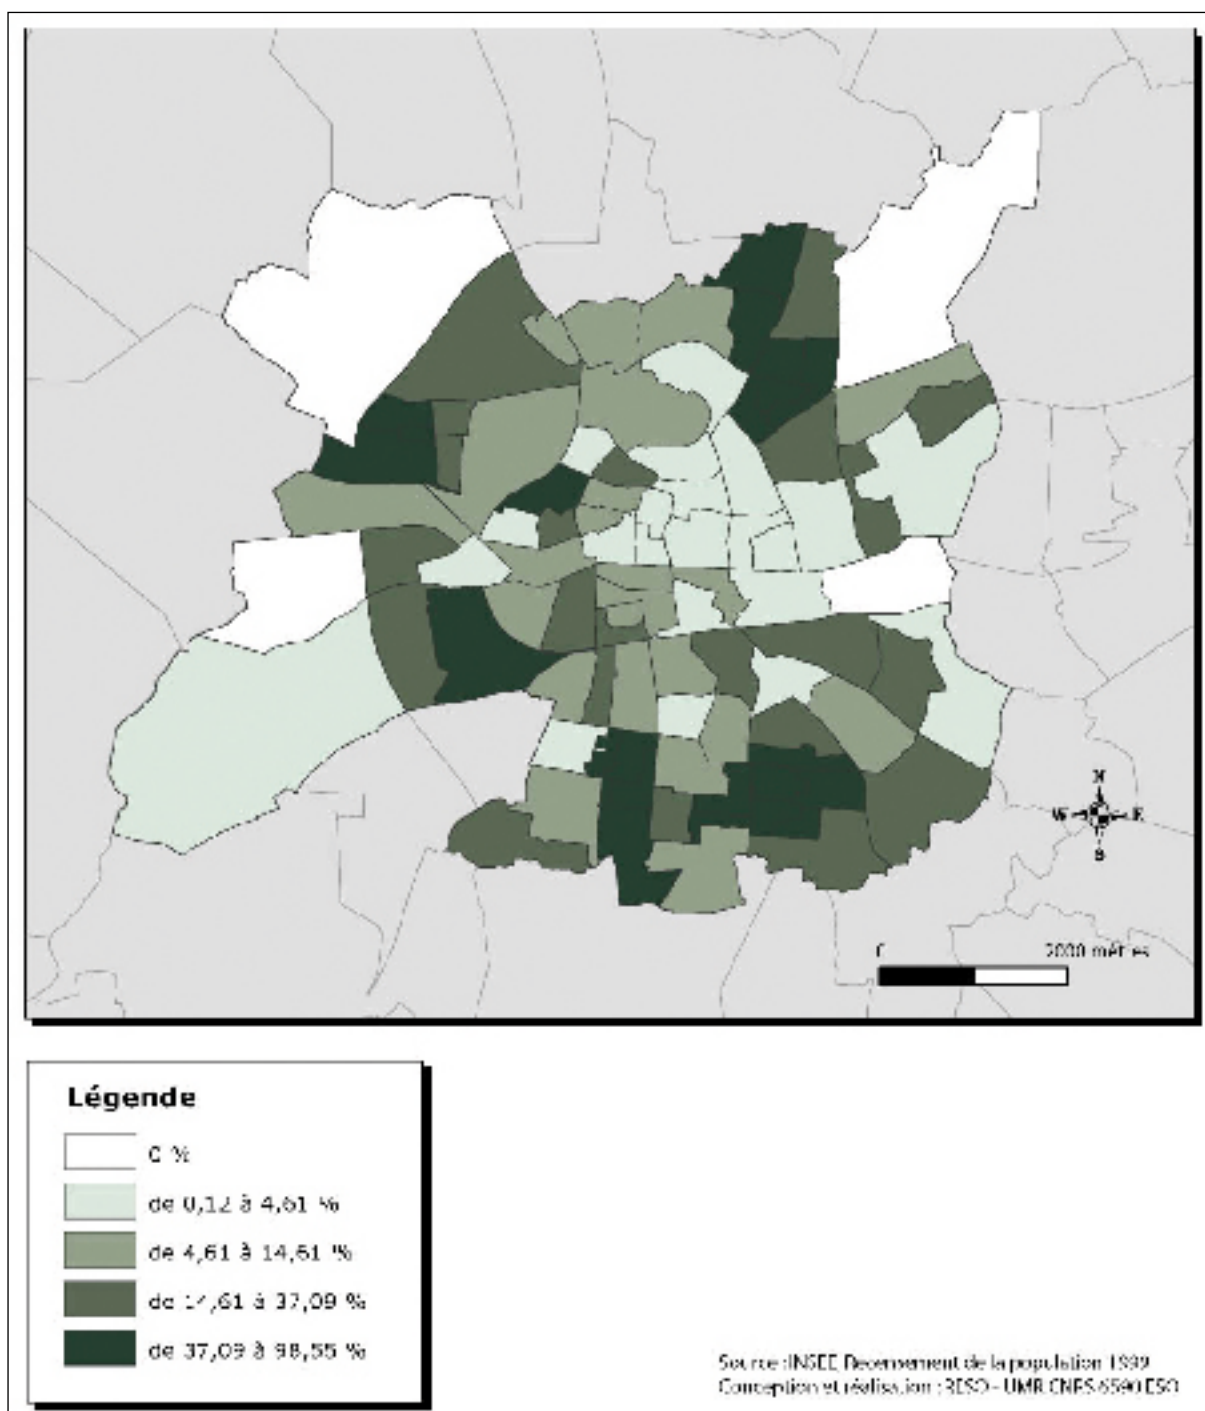 N
W E
S
0 2000 mètres
Légende
0 %
de 0,12 à 4,61 %
de 4,61 à 14,61 %
de 14,61 à 37,09 %
de 37,09 à 98,55 %
Source :INSEE Recensement de la population 1999
Conception et réalisation : RESO - UMR CNRS 6590 ESO